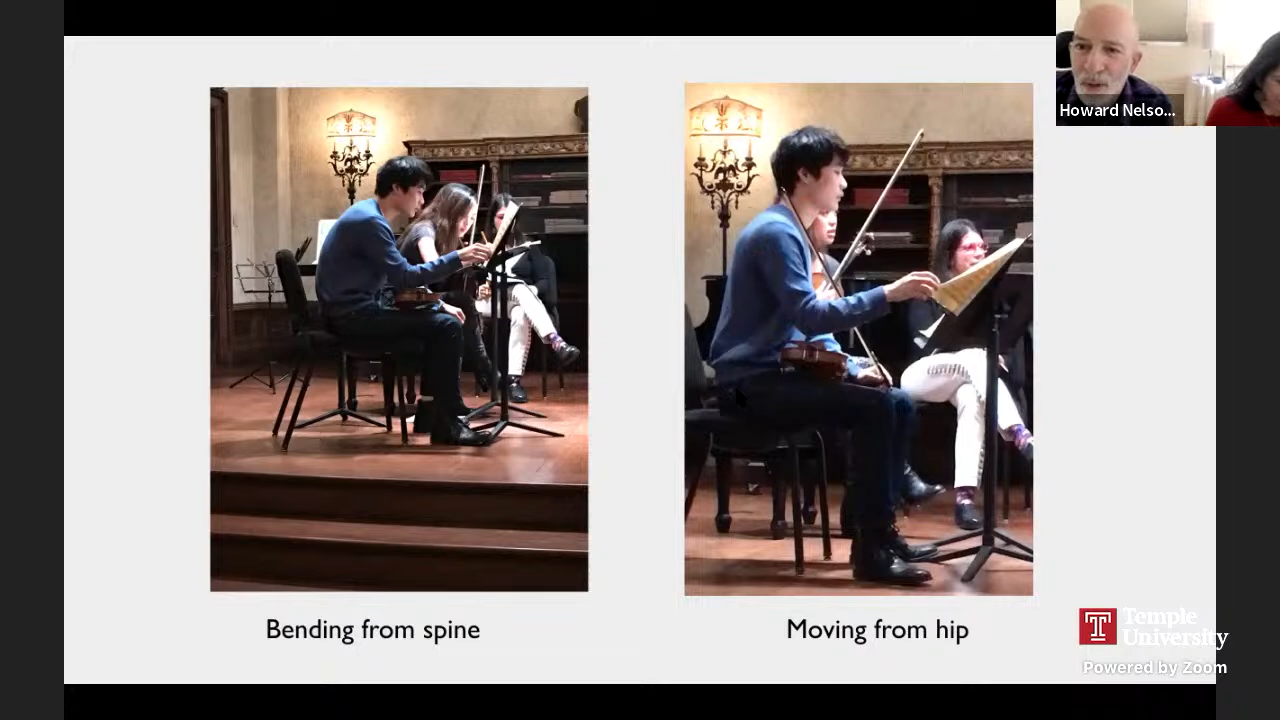 Howard Nelso...
Bending from spine
Moving from hip
Temple
University
Powered by Zoom